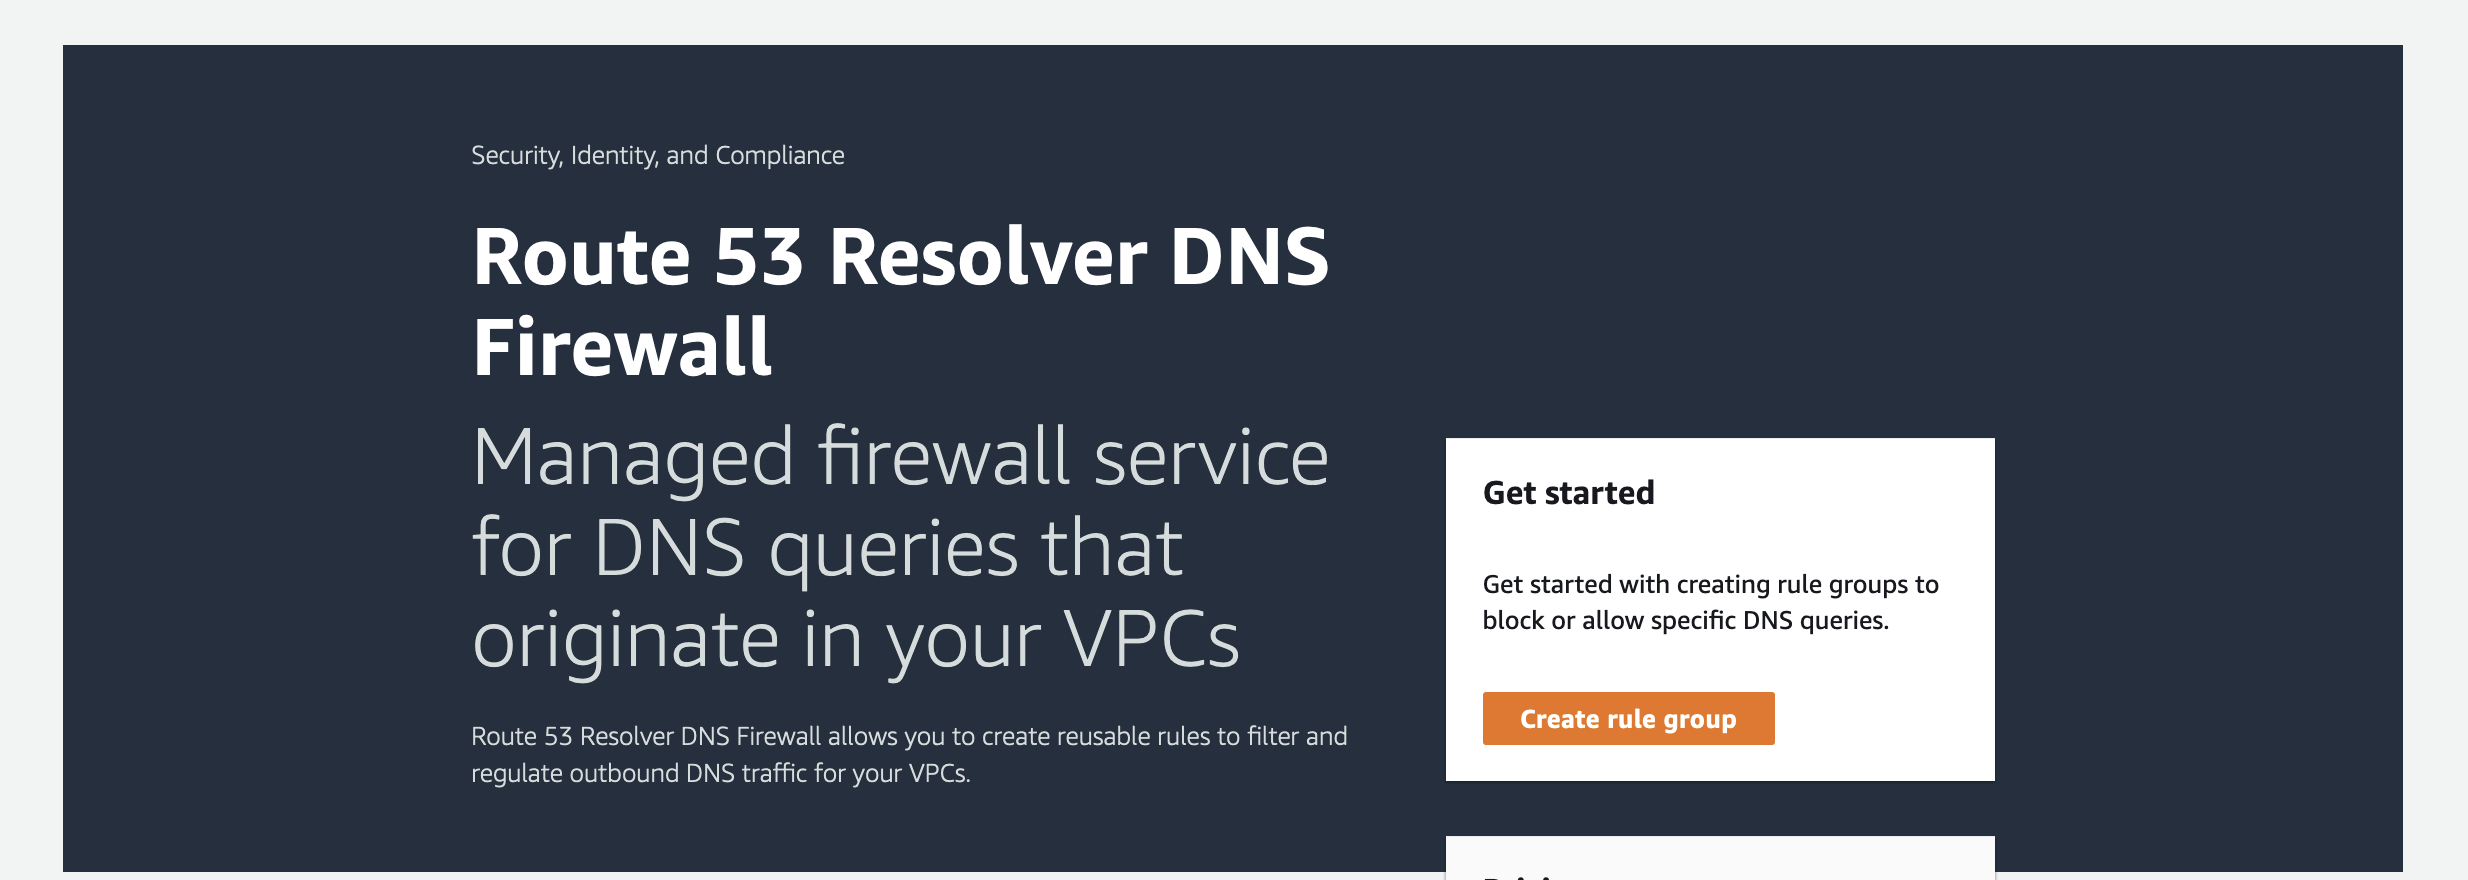 Security, Identity, and Compliance
Route 53 Resolver DNS
Firewall
Managed firewall service
for DNS queries that
originate in your VPCs
Route 53 Resolver DNS Firewall allows you to create reusable rules to filter and
regulate outbound DNS traffic for your VPCs.
Get started
Get started with creating rule groups to
block or allow specific DNS queries.
Create rule group